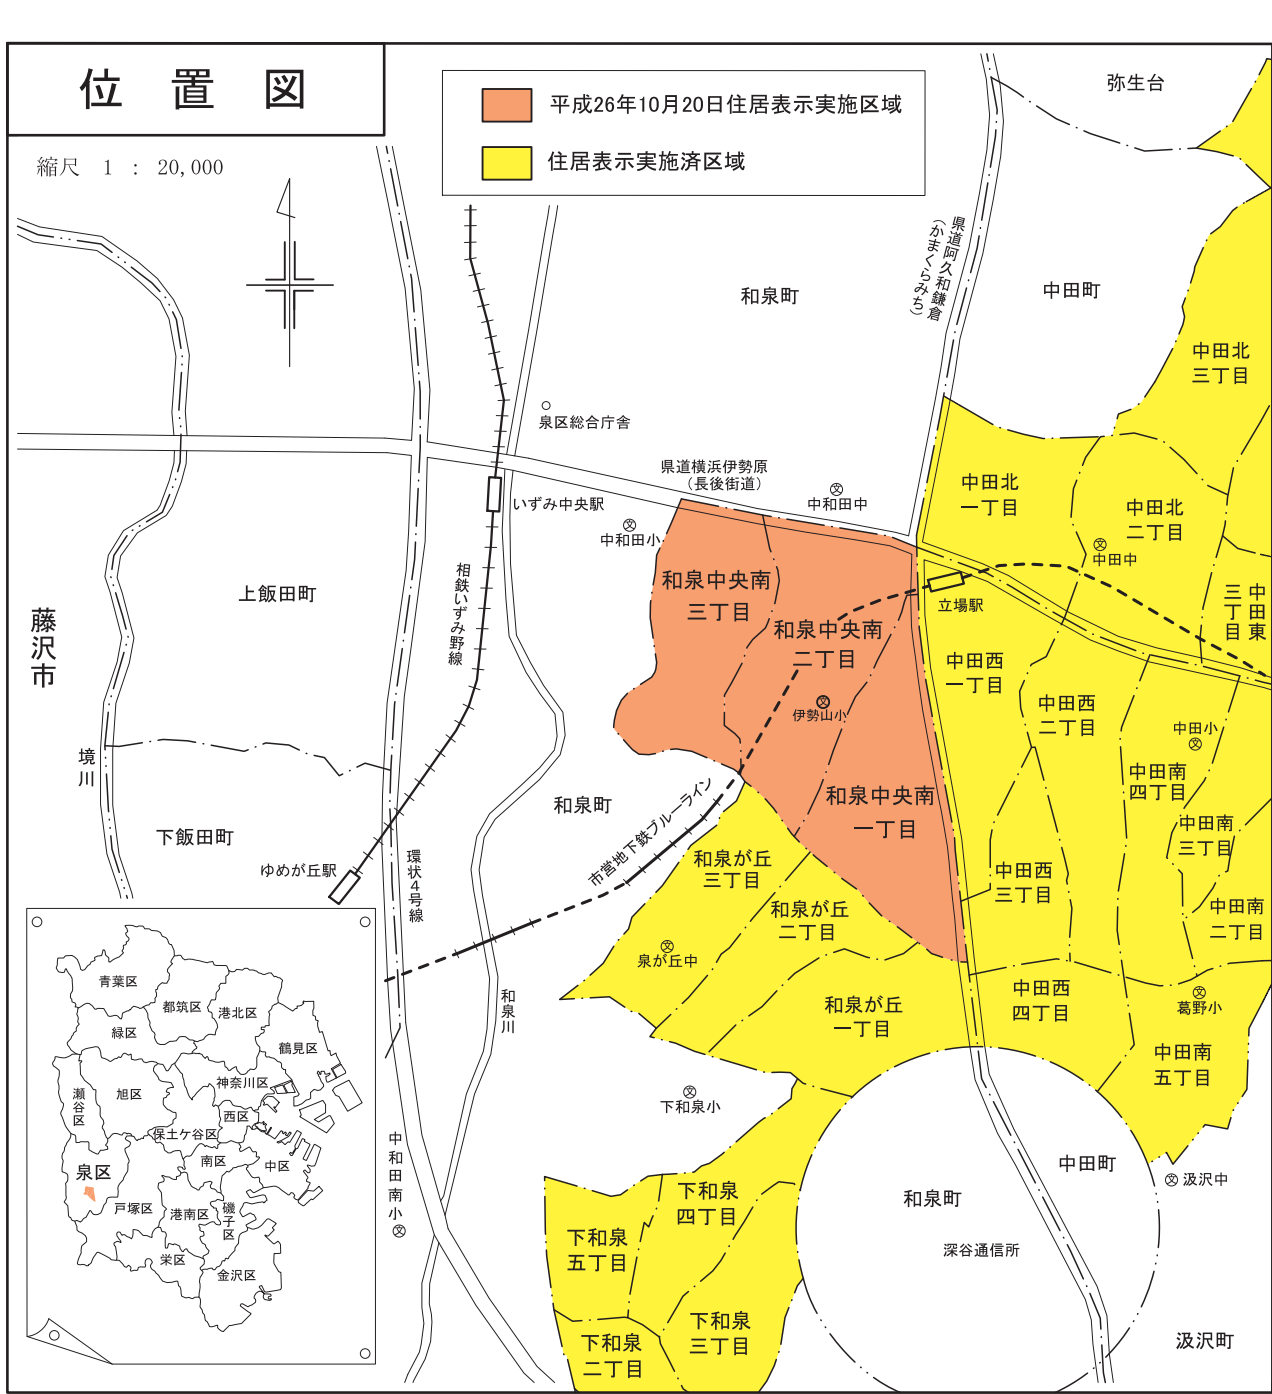 位置図
縮尺 1 : 20,000
平成26年10月20日住居表示実施区域
住居表示実施済区域
弥生台
県道阿久和鎌倉
(かまくらみち)
和泉町
中田町
中田北
三丁目
泉区総合庁舎
県道横浜伊勢原
(長後街道)
中和田中
文
いずみ中央駅
文
中和田小
中田北
一丁目
中田北
二丁目
文
中田中
相鉄いずみ野線
上飯田町
藤沢市
和泉中央南
三丁目
和泉中央南
二丁目
立場駅
中田東
三丁目
中田西
一丁目
中田西
二丁目
文
伊勢山小
中田小
文
境川
中田南
四丁目
和泉町
和泉中央南
一丁目
中田南
三丁目
下飯田町
市営地下鉄ブルーライン
ゆめが丘駅
環状4号線
和泉が丘
三丁目
中田西
三丁目
和泉が丘
二丁目
中田南
二丁目
文
泉が丘中
和泉川
和泉が丘
一丁目
中田西
四丁目
文
葛野小
中田南
五丁目
文
下和泉小
中和田南小
文
中田町
文 汲沢中
下和泉
四丁目
和泉町
下和泉
五丁目
深谷通信所
下和泉
三丁目
下和泉
二丁目
汲沢町
青葉区
都筑区
港北区
緑区
鶴見区
神奈川区
瀬谷区
旭区
西区
保土ケ谷区
南区
中区
泉区
戸塚区
港南区
磯子区
栄区
金沢区